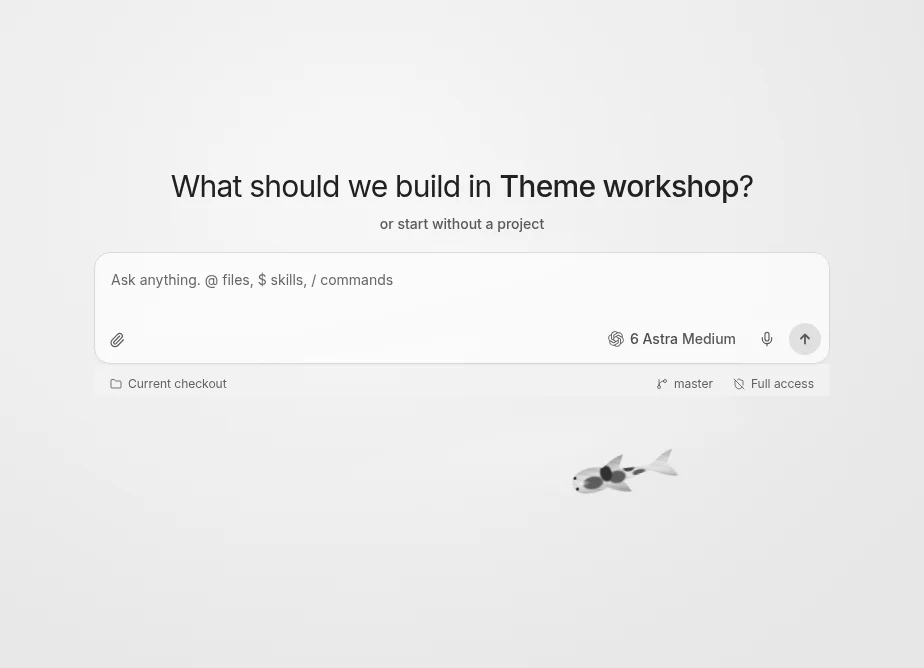 What should we build in Theme workshop?
or start without a project
Ask anything. @ files, $ skills, / commands
6 Astra Medium
Current checkout
master
Full access